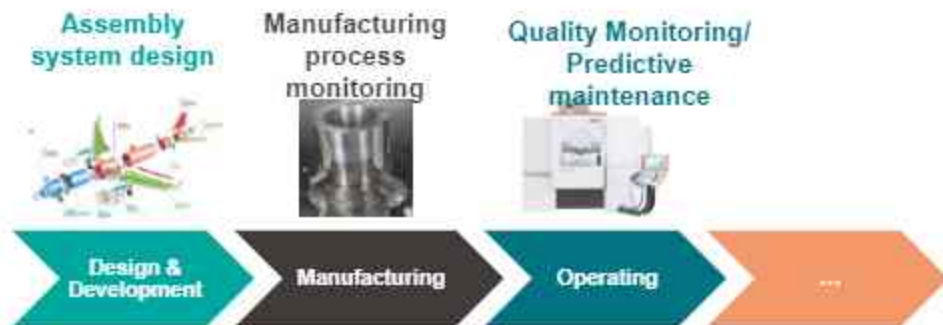 Assembly
system design
Manufacturing
process
monitoring
Quality Monitoring/
Predictive
maintenance
Design &
Development
Manufacturing
Operating
...